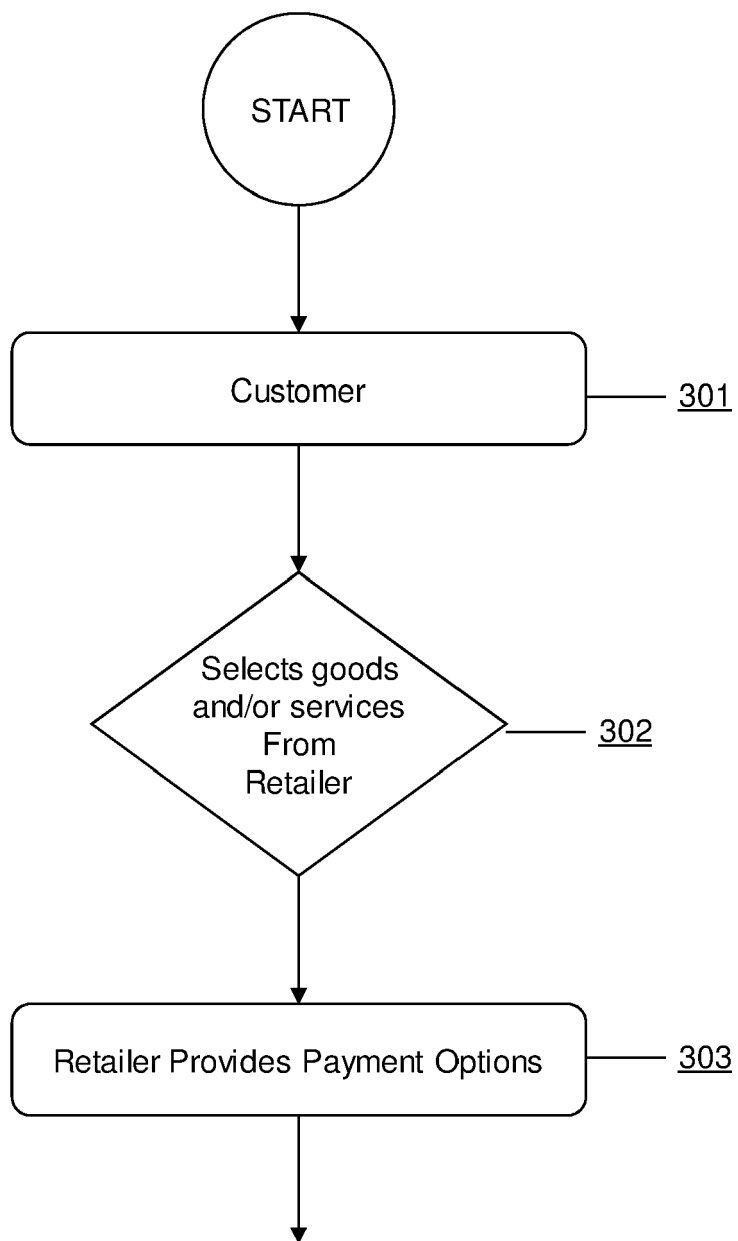 START
Customer
301
Selects goods
and/or services
From
Retailer
302
Retailer Provides Payment Options
303